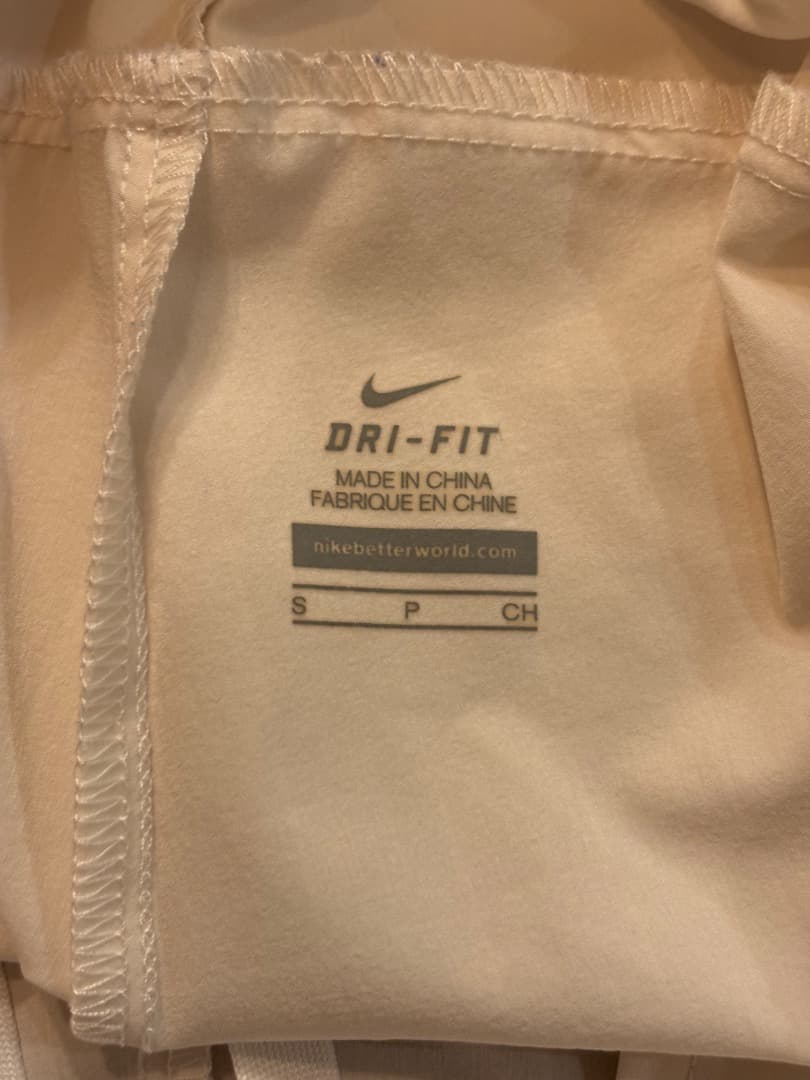 DRI-FIT
MADE IN CHINA
FABRIQUE EN CHINE
nikebetterworld.com
S P CH